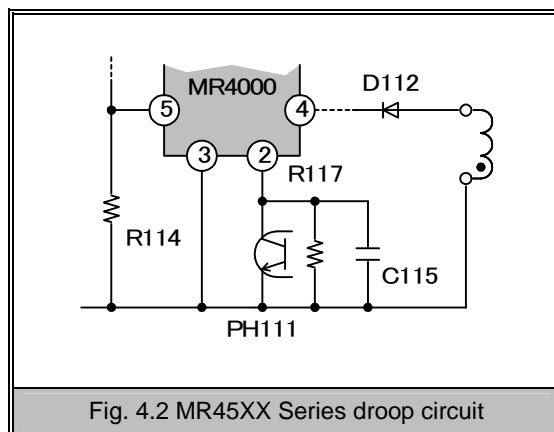 MR4000
D112
5
4
3
2
R117
R114
C115
PH111
Fig. 4.2 MR45XX Series droop circuit